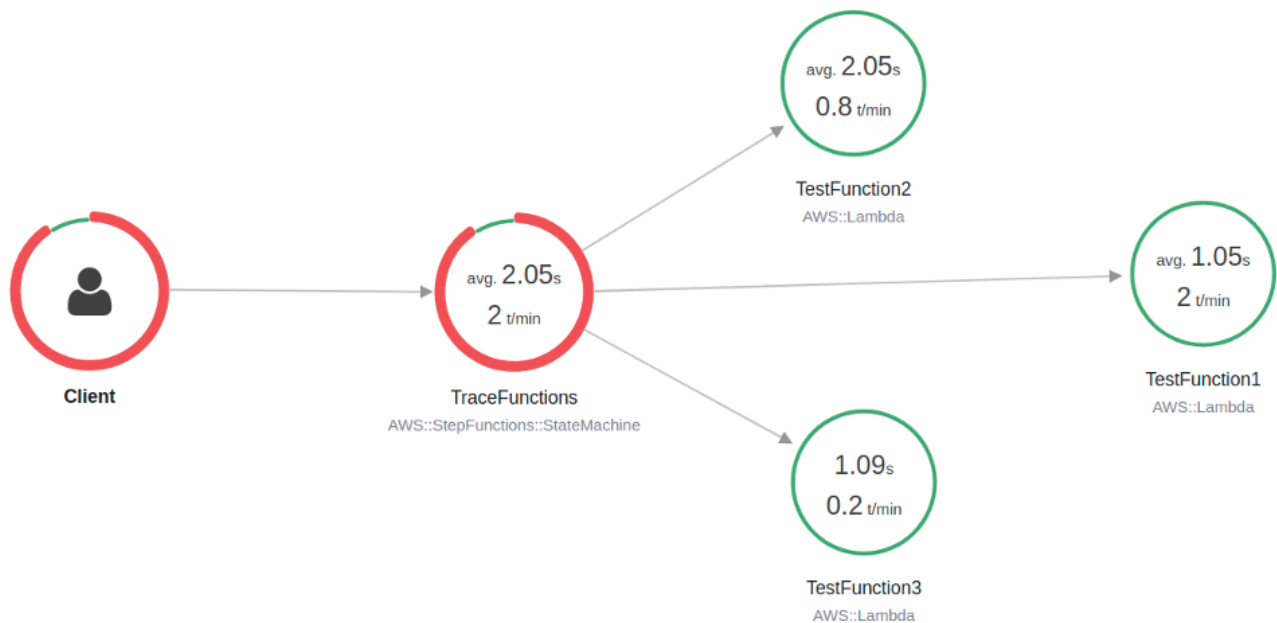 avg. 2.05s
0.8 t/min
TestFunction2
AWS::Lambda
avg. 1.05s
2 t/min
TestFunction1
AWS::Lambda
avg. 2.05s
2 t/min
Client
TraceFunctions
AWS::StepFunctions::StateMachine
1.09s
0.2 t/min
TestFunction3
AWS::Lambda